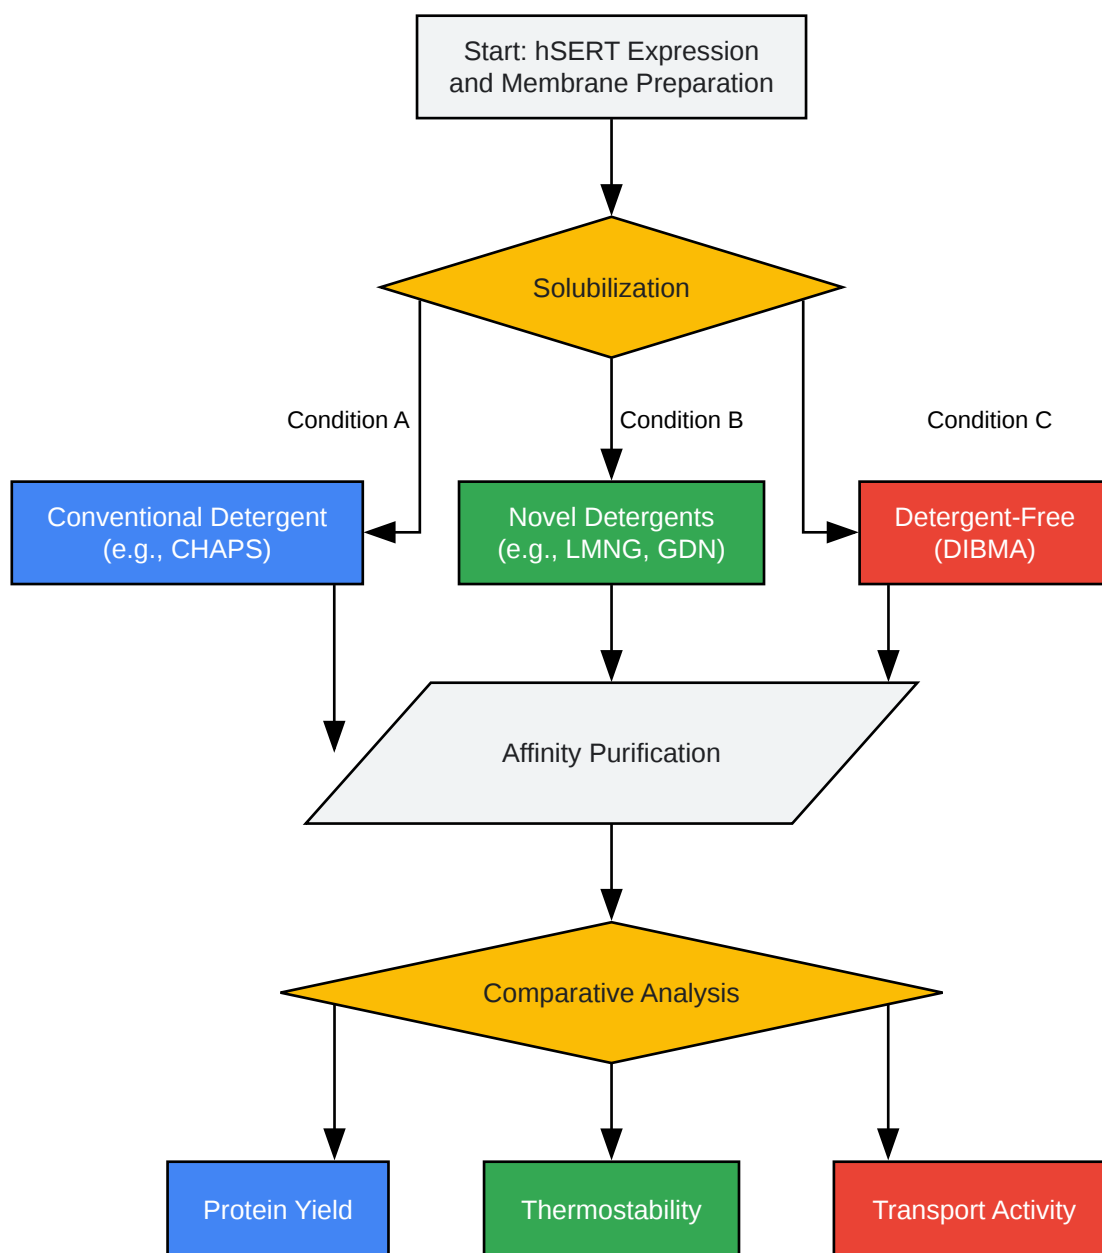 Start: hSERT Expression
and Membrane Preparation
Solubilization
Condition A
Condition B
Condition C
Conventional Detergent
(e.g., CHAPS)
Novel Detergents
(e.g., LMNG, GDN)
Detergent-Free
(DIBMA)
Affinity Purification
Comparative Analysis
Protein Yield
Thermostability
Transport Activity